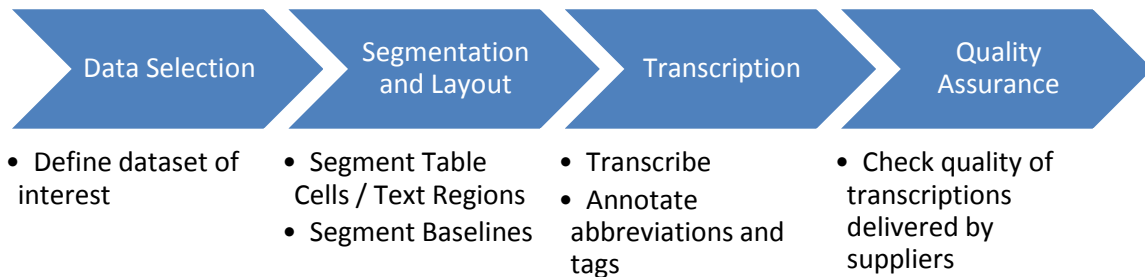 Data Selection
Segmentation
and Layout
Transcription
Quality
Assurance
• Define dataset of
interest
• Segment Table
Cells / Text Regions
• Segment Baselines
• Transcribe
• Annotate
abbreviations and
tags
• Check quality of
transcriptions
delivered by
suppliers